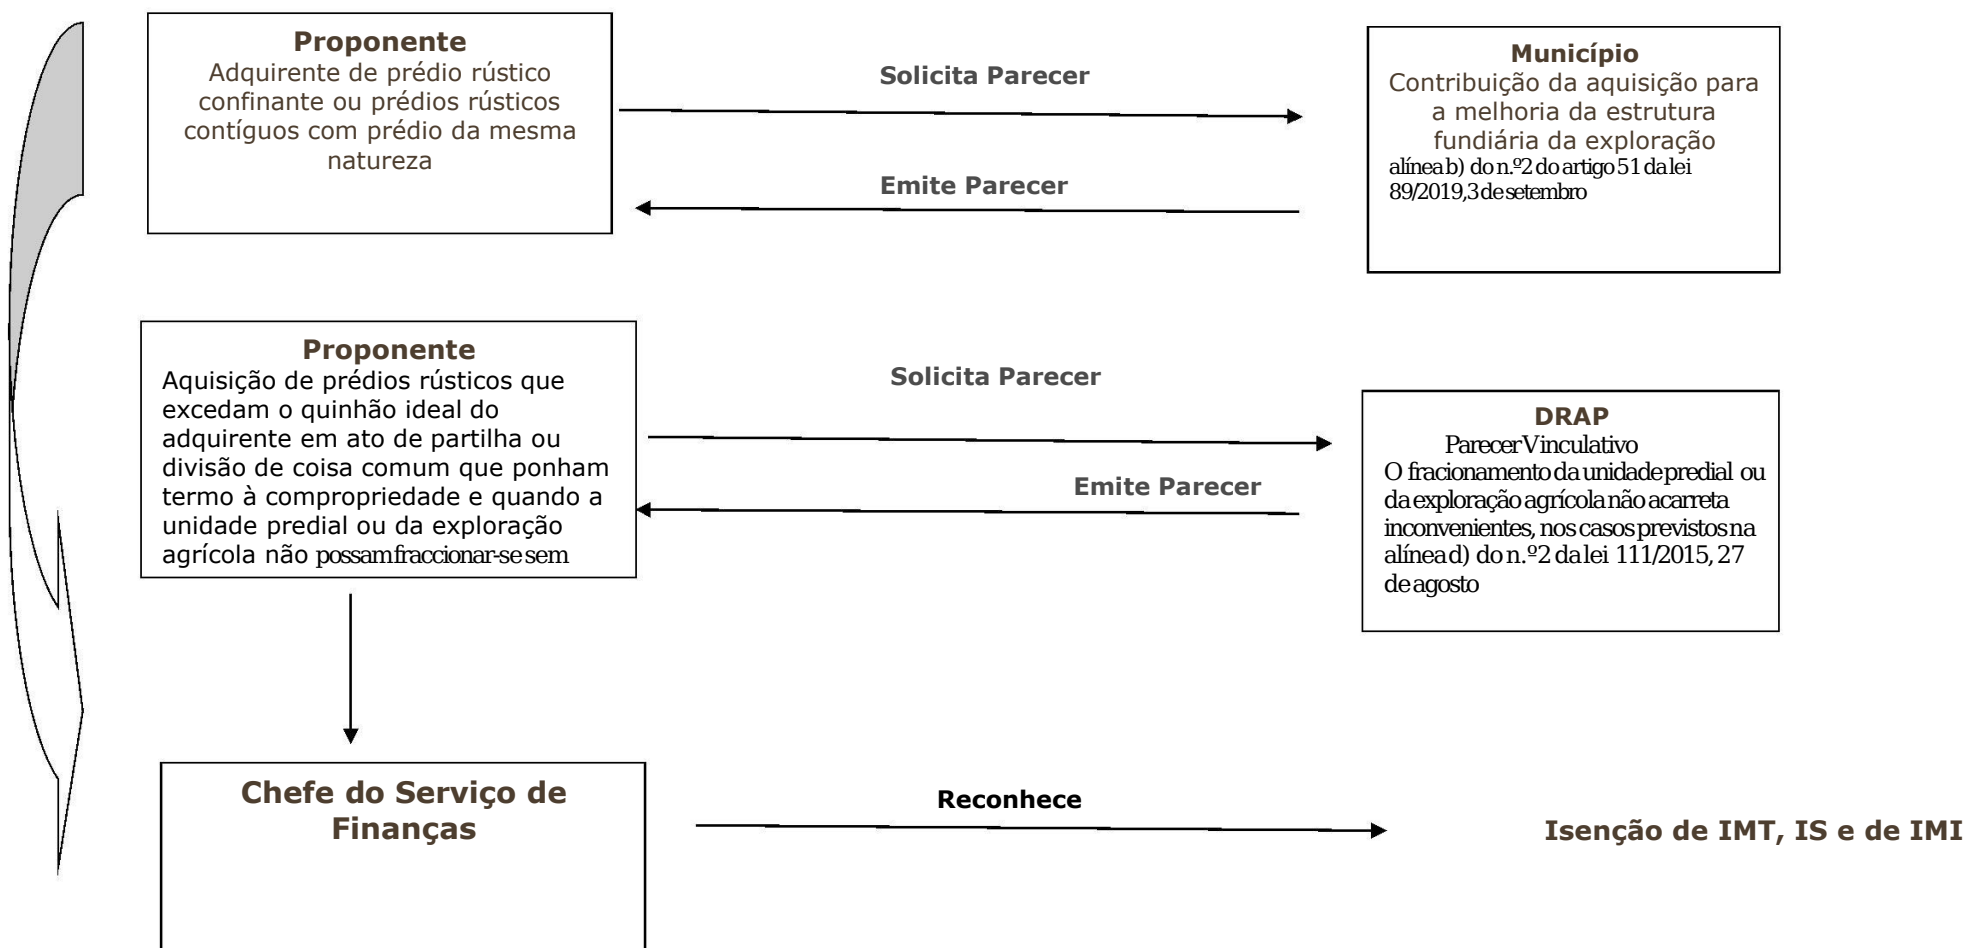 Proponente
Adquirente de prédio rústico
confinante ou prédios rústicos
contíguos com prédio da mesma
natureza
Solicita Parecer
Emite Parecer
Município
Contribuição da aquisição para
a melhoria da estrutura
fundiária da exploração
alínea b) do n.º2 do artigo 51 da lei
89/2019,3 de setembro
Proponente
Aquisição de prédios rústicos que
excedam o quinhão ideal do
adquirente em ato de partilha ou
divisão de coisa comum que ponham
termo à compropriedade e quando a
unidade predial ou da exploração
agrícola não possam fraccionar-se sem
Solicita Parecer
Emite Parecer
DRAP
Parecer Vinculativo
O fracionamento da unidade predial ou
da exploração agrícola não acarreta
inconvenientes, nos casos previstos na
alínea d) do n.º2 da lei 111/2015, 27
de agosto
Chefe do Serviço de
Finanças
Reconhece
Isenção de IMT, IS e de IMI